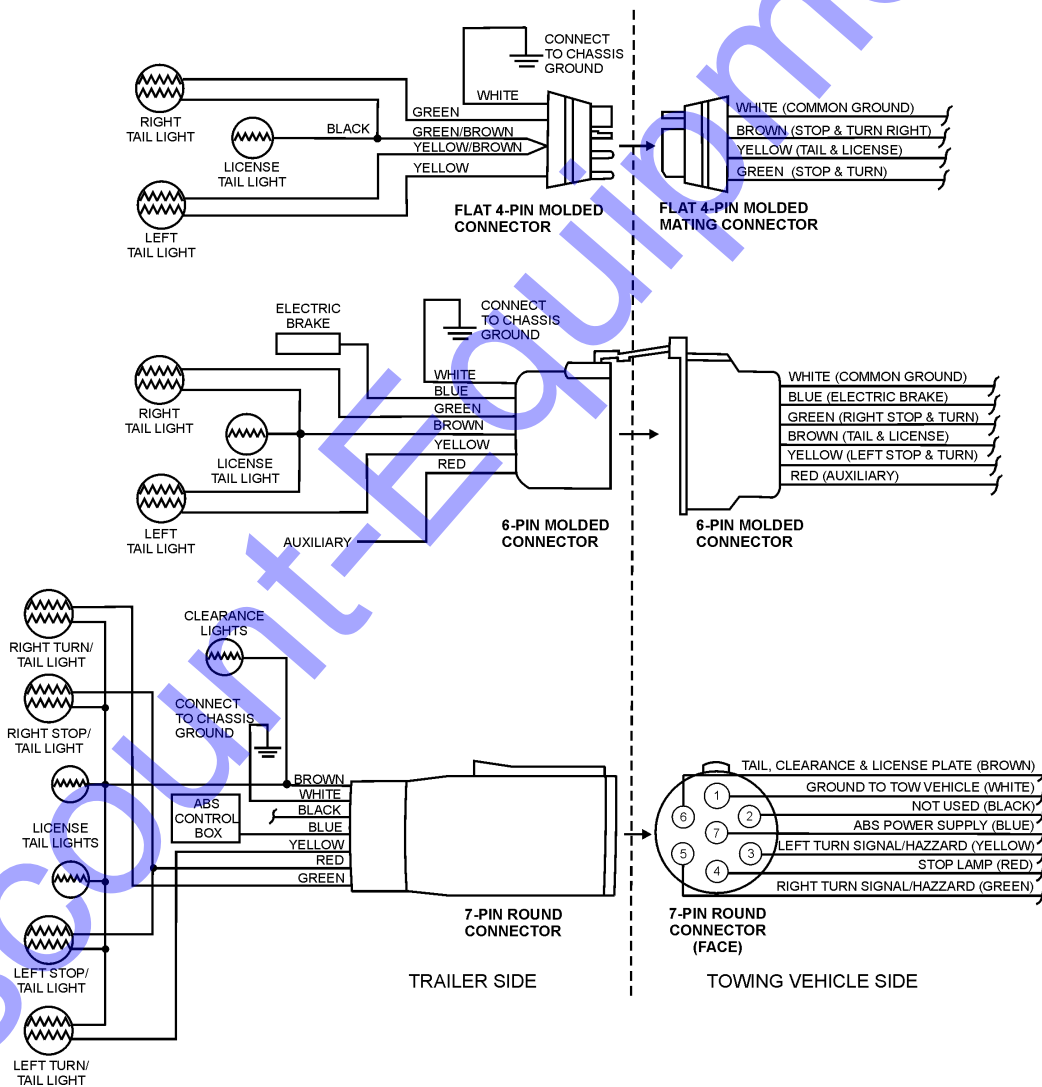 CONNECT
TO CHASSIS
GROUND
WHITE
GREEN
RIGHT
TAIL LIGHT
BLACK
GREEN/BROWN
YELLOW/BROWN
LICENSE
TAIL LIGHT
YELLOW
LEFT
TAIL LIGHT
FLAT 4-PIN MOLDED
CONNECTOR
WHITE (COMMON GROUND)
BROWN (STOP & TURN RIGHT)
YELLOW (TAIL & LICENSE)
GREEN (STOP & TURN)
FLAT 4-PIN MOLDED
MATING CONNECTOR
ELECTRIC
BRAKE
CONNECT
TO CHASSIS
GROUND
WHITE
BLUE
GREEN
BROWN
YELLOW
RED
RIGHT
TAIL LIGHT
LICENSE
TAIL LIGHT
LEFT
TAIL LIGHT
AUXILIARY
6-PIN MOLDED
CONNECTOR
WHITE (COMMON GROUND)
BLUE (ELECTRIC BRAKE)
GREEN (RIGHT STOP & TURN)
BROWN (TAIL & LICENSE)
YELLOW (LEFT STOP & TURN)
RED (AUXILIARY)
6-PIN MOLDED
CONNECTOR
RIGHT TURN/
TAIL LIGHT
CLEARANCE
LIGHTS
RIGHT STOP/
TAIL LIGHT
CONNECT
TO CHASSIS
GROUND
LICENSE
TAIL LIGHTS
ABS
CONTROL
BOX
BROWN
WHITE
BLACK
BLUE
YELLOW
RED
GREEN
LEFT STOP/
TAIL LIGHT
LEFT TURN/
TAIL LIGHT
7-PIN ROUND
CONNECTOR
1
2
3
4
5
6
7
TAIL, CLEARANCE & LICENSE PLATE (BROWN)
GROUND TO TOW VEHICLE (WHITE)
NOT USED (BLACK)
ABS POWER SUPPLY (BLUE)
LEFT TURN SIGNAL/HAZZARD (YELLOW)
STOP LAMP (RED)
RIGHT TURN SIGNAL/HAZZARD (GREEN)
7-PIN ROUND
CONNECTOR
(FACE)
TRAILER SIDE
TOWING VEHICLE SIDE
scount-Equipme